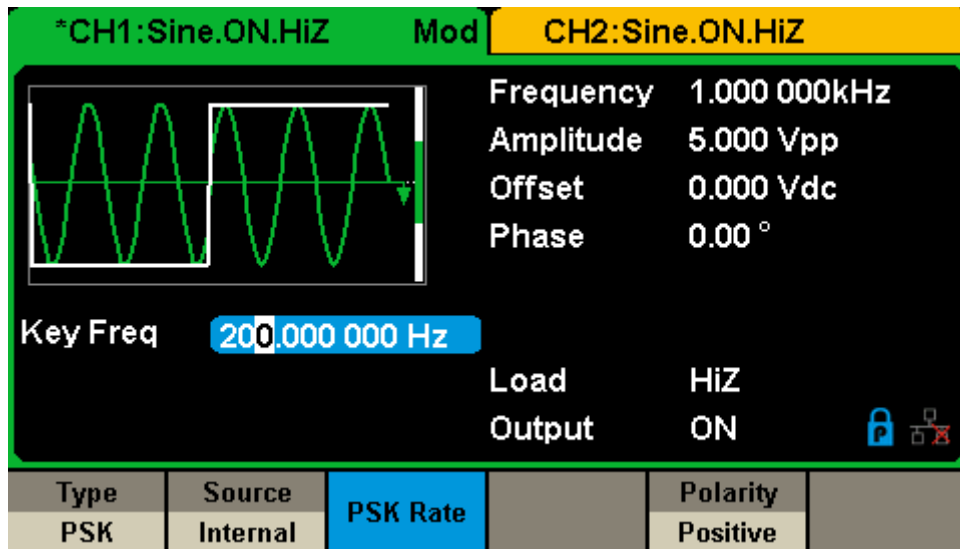 *CH1:Sine.ON.HiZ Mod CH2:Sine.ON.HiZ
Frequency 1.000 000kHz
Amplitude 5.000 Vpp
Offset 0.000 Vdc
Phase 0.00 °
Key Freq 200.000 000 Hz
Load HiZ
Output ON
P
Type Source PSK Rate Polarity
PSK Internal Positive